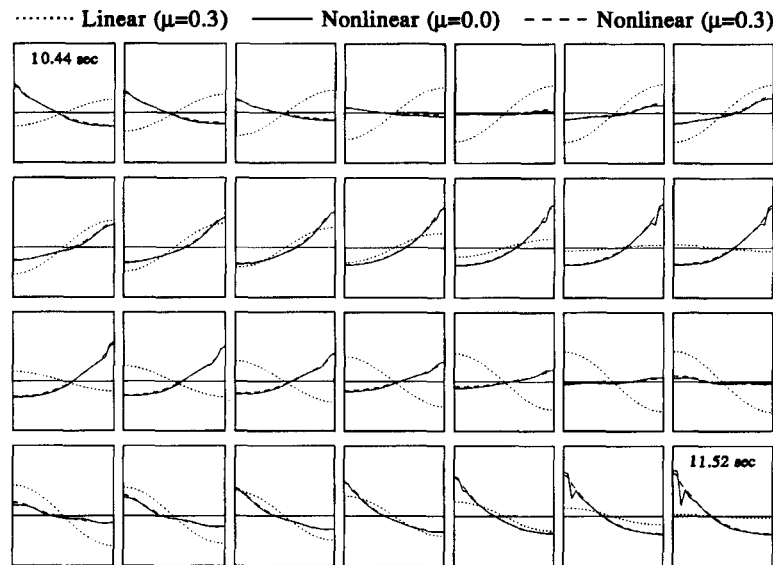 Linear (μ=0.3) Nonlinear (μ=0.0) Nonlinear (μ=0.3)
10.44 sec
11.52 sec